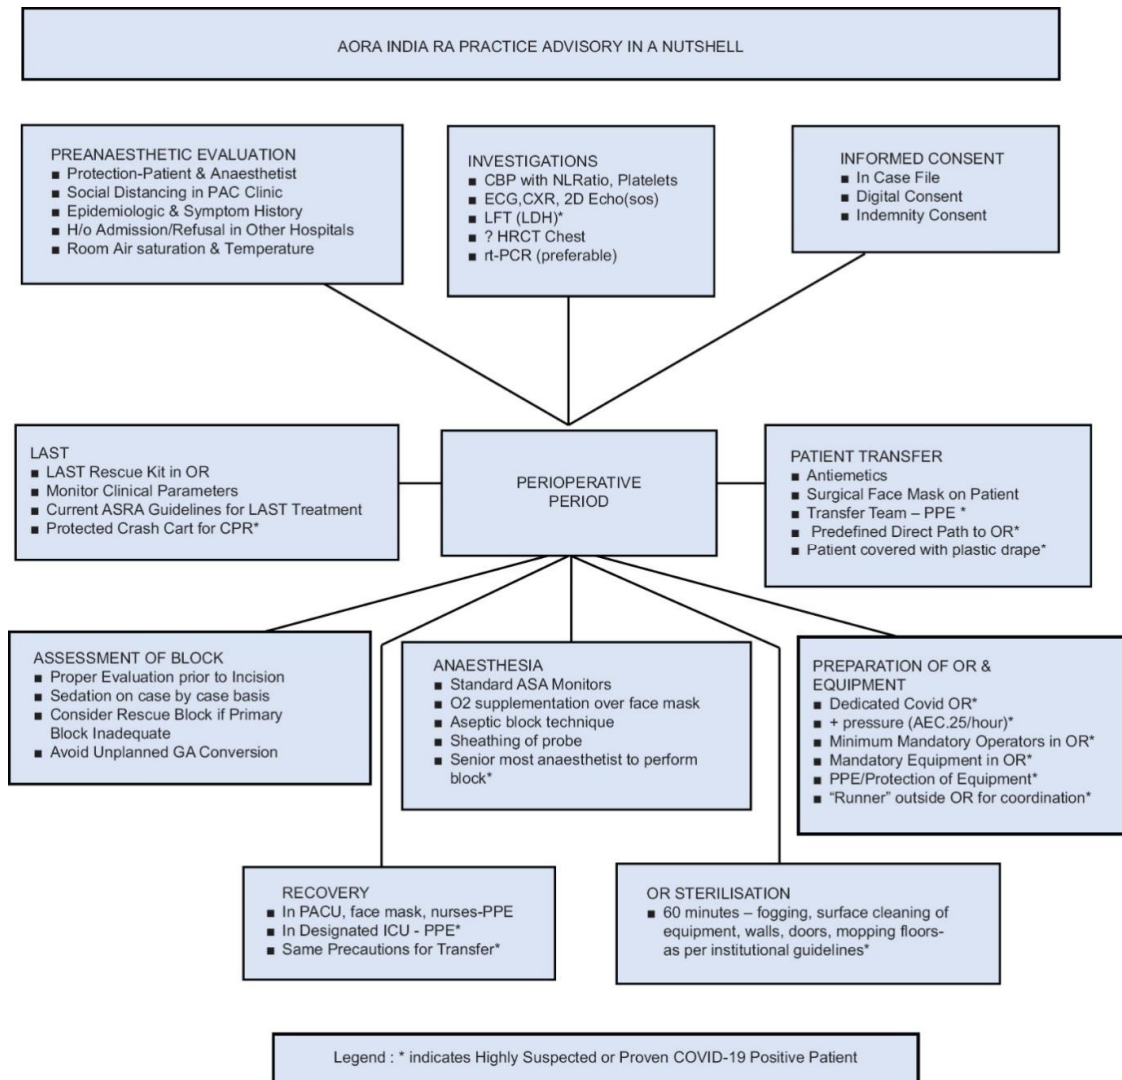 AORA INDIA RA PRACTICE ADVISORY IN A NUTSHELL
PREANAESTHETIC EVALUATION
■ Protection-Patient & Anaesthetist
■ Social Distancing in PAC Clinic
■ Epidemiologic & Symptom History
■ H/o Admission/Refusal in Other Hospitals
■ Room Air saturation & Temperature
INVESTIGATIONS
■ CBP with NLRatio, Platelets
■ ECG,CXR, 2D Echo(sos)
■ LFT (LDH)*
■ ? HRCT Chest
■ rt-PCR (preferable)
INFORMED CONSENT
■ In Case File
■ Digital Consent
■ Indemnity Consent
LAST
■ LAST Rescue Kit in OR
■ Monitor Clinical Parameters
■ Current ASRA Guidelines for LAST Treatment
■ Protected Crash Cart for CPR*
PERIOPERATIVE
PERIOD
PATIENT TRANSFER
■ Antiemetics
■ Surgical Face Mask on Patient
■ Transfer Team – PPE *
■ Predefined Direct Path to OR*
■ Patient covered with plastic drape*
ASSESSMENT OF BLOCK
■ Proper Evaluation prior to Incision
■ Sedation on case by case basis
■ Consider Rescue Block if Primary
Block Inadequate
■ Avoid Unplanned GA Conversion
ANAESTHESIA
■ Standard ASA Monitors
■ O2 supplementation over face mask
■ Aseptic block technique
■ Sheathing of probe
■ Senior most anaesthetist to perform
block*
PREPARATION OF OR &
EQUIPMENT
■ Dedicated Covid OR*
■ + pressure (AEC.25/hour)*
■ Minimum Mandatory Operators in OR*
■ Mandatory Equipment in OR*
■ PPE/Protection of Equipment*
■ “Runner” outside OR for coordination*
RECOVERY
■ In PACU, face mask, nurses-PPE
■ In Designated ICU - PPE*
■ Same Precautions for Transfer*
OR STERILISATION
■ 60 minutes – fogging, surface cleaning of
equipment, walls, doors, mopping floors-
as per institutional guidelines*
Legend : * indicates Highly Suspected or Proven COVID-19 Positive Patient